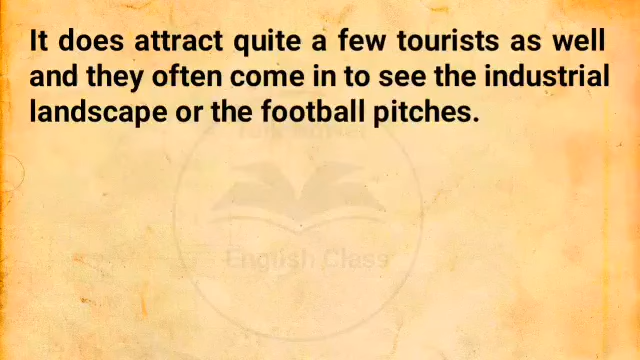 It does attract quite a few tourists as well
and they often come in to see the industrial
landscape or the football pitches.
English Class